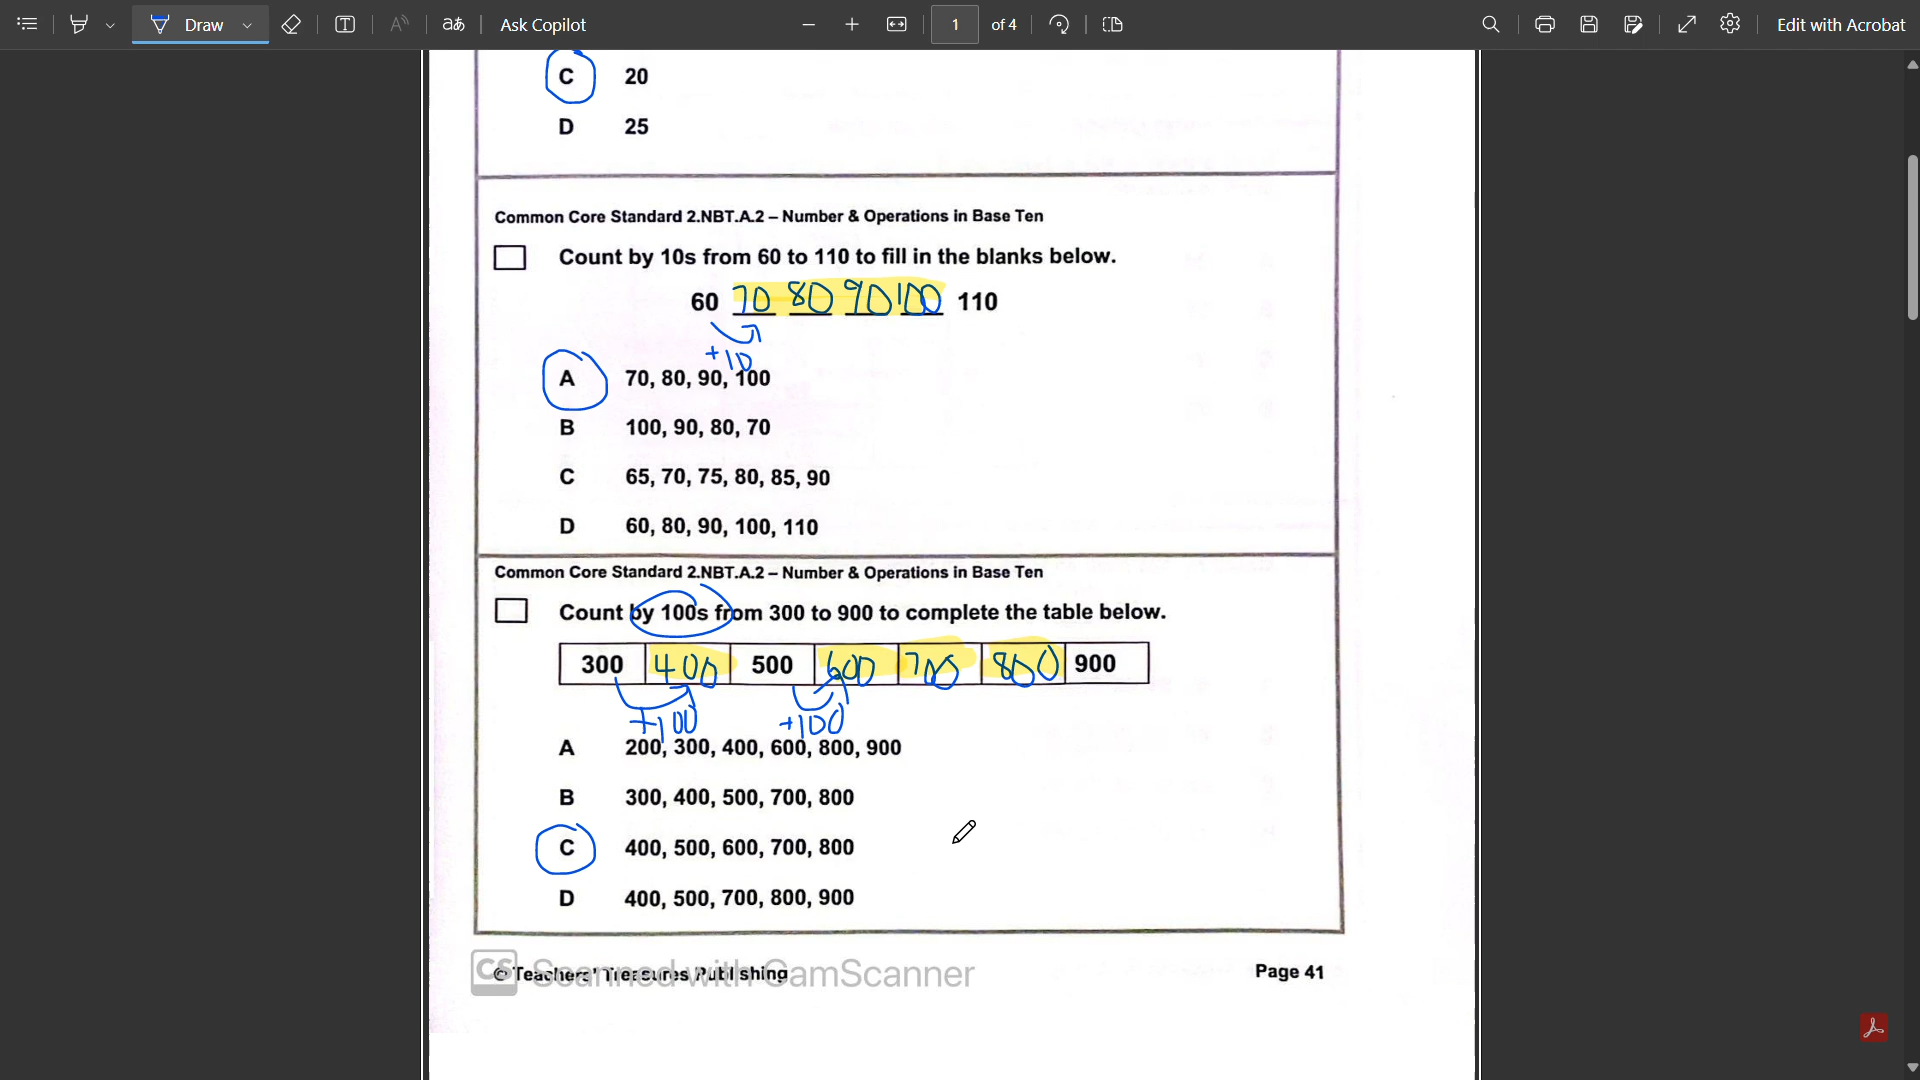 Draw
Ask Copilot
1 of 4
Edit with Acrobat
C 20
D 25
Common Core Standard 2.NBT.A.2 – Number & Operations in Base Ten
Count by 10s from 60 to 110 to fill in the blanks below.
60 70 80 90 100 110
+10
A 70, 80, 90, 100
B 100, 90, 80, 70
C 65, 70, 75, 80, 85, 90
D 60, 80, 90, 100, 110
Common Core Standard 2.NBT.A.2 – Number & Operations in Base Ten
Count by 100s from 300 to 900 to complete the table below.
300 400 500 600 700 800 900
+100 +100
A 200, 300, 400, 600, 800, 900
B 300, 400, 500, 700, 800
C 400, 500, 600, 700, 800
D 400, 500, 700, 800, 900
© Teachers' Treasures Publishing
CS Scanned with CamScanner
Page 41